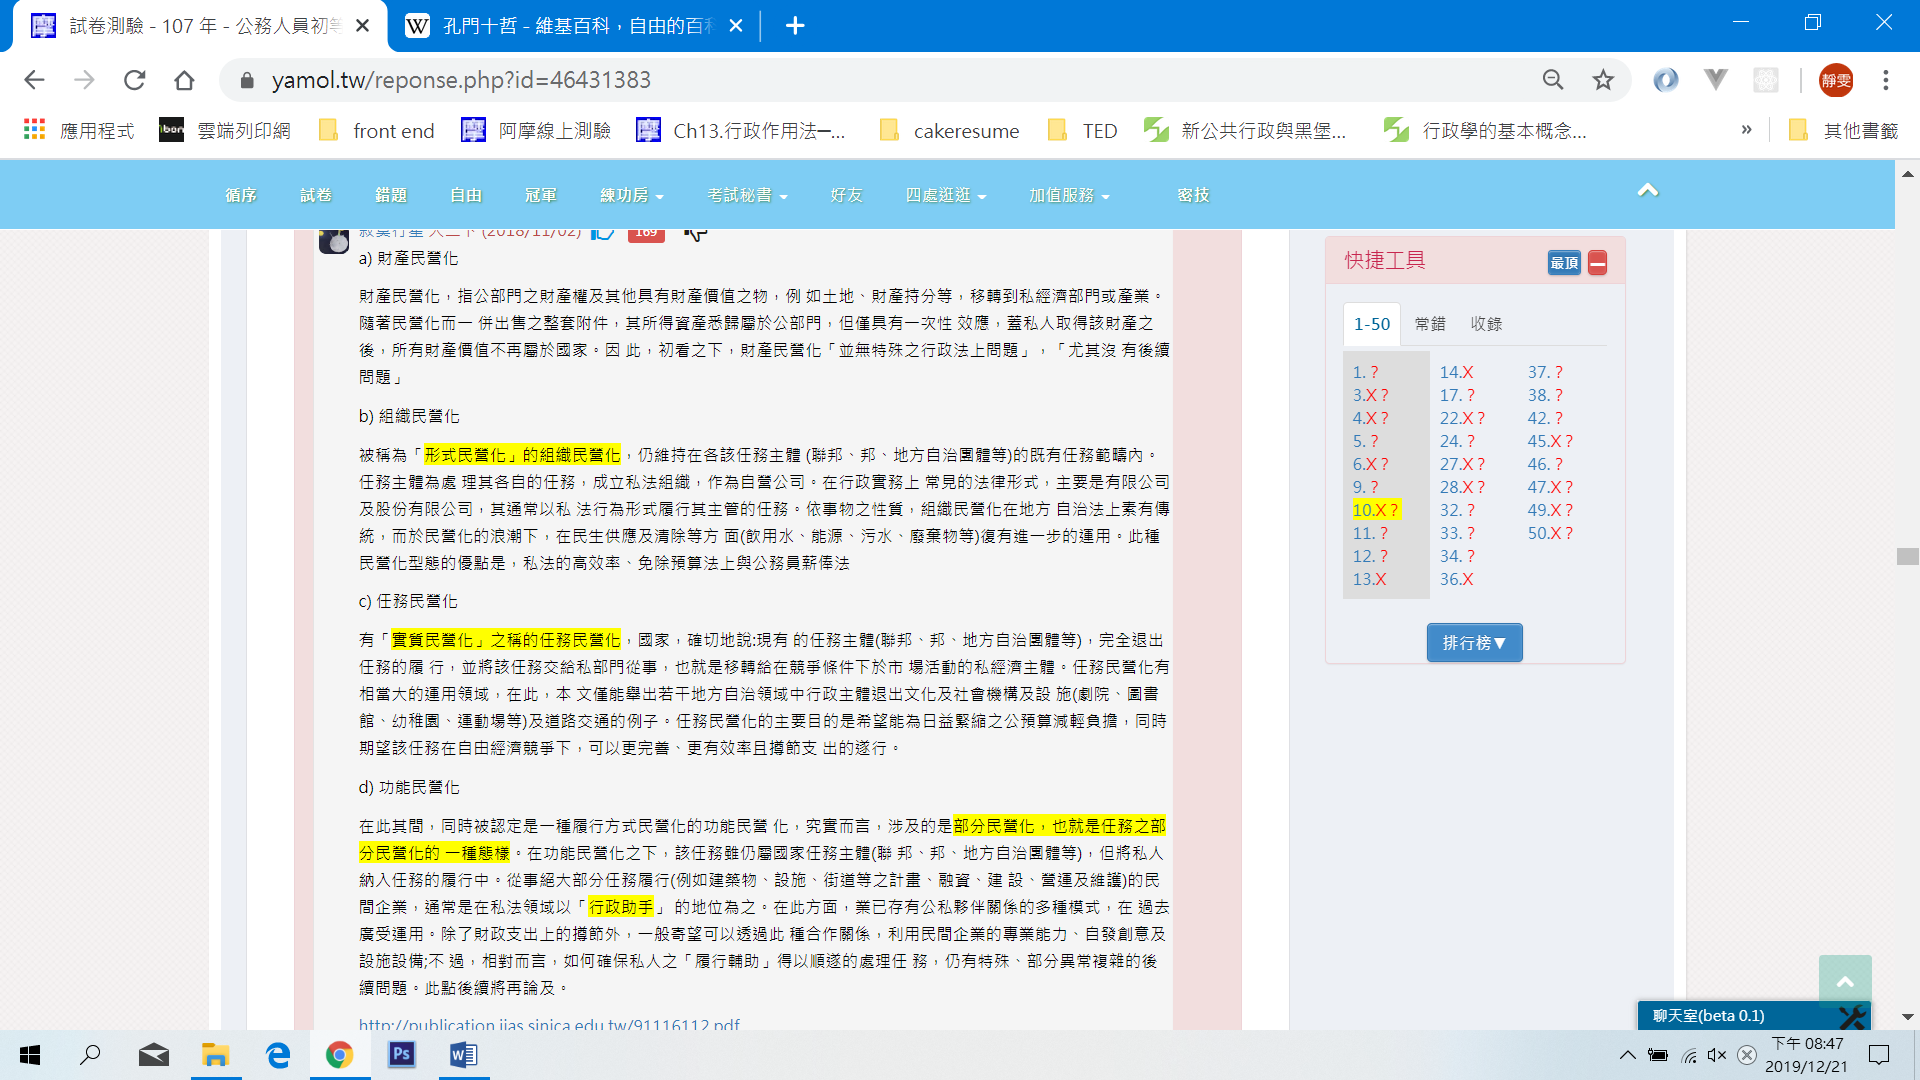 試卷測驗 - 107 年 - 公務人員初等
孔門十哲 - 維基百科，自由的百科
yamol.tw/reponse.php?id=46431383
靜雯
應用程式
ibon
雲端列印網
front end
阿摩線上測驗
Ch13.行政作用法─...
cakeresume
TED
新公共行政與黑堡...
行政學的基本概念...
»
其他書籤
循序
試卷
錯題
自由
冠軍
練功房
考試秘書
好友
四處逛逛
加值服務
密技
大二下 (2018/11/02)
169
a) 財產民營化
財產民營化，指公部門之財產權及其他具有財產價值之物，例 如土地、財產持分等，移轉到私經濟部門或產業。
隨著民營化而一 併出售之整套附件，其所得資產悉歸屬於公部門，但僅具有一次性 效應，蓋私人取得該財產之
後，所有財產價值不再屬於國家。因 此，初看之下，財產民營化「並無特殊之行政法上問題」，「尤其沒 有後續
問題」
b) 組織民營化
被稱為「形式民營化」的組織民營化，仍維持在各該任務主體 (聯邦、邦、地方自治團體等)的既有任務範疇內。
任務主體為處 理其各自的任務，成立私法組織，作為自營公司。在行政實務上 常見的法律形式，主要是有限公司
及股份有限公司，其通常以私 法行為形式履行其主管的任務。依事物之性質，組織民營化在地方 自治法上素有傳
統，而於民營化的浪潮下，在民生供應及清除等方 面(飲用水、能源、污水、廢棄物等)復有進一步的運用。此種
民營化型態的優點是，私法的高效率、免除預算法上與公務員薪俸法
c) 任務民營化
有「實質民營化」之稱的任務民營化，國家，確切地說:現有 的任務主體(聯邦、邦、地方自治團體等)，完全退出
任務的履 行，並將該任務交給私部門從事，也就是移轉給在競爭條件下於市 場活動的私經濟主體。任務民營化有
相當大的運用領域，在此，本 文僅能舉出若干地方自治領域中行政主體退出文化及社會機構及設 施(劇院、圖書
館、幼稚園、運動場等)及道路交通的例子。任務民營化的主要目的是希望能為日益緊縮之公預算減輕負擔，同時
期望該任務在自由經濟競爭下，可以更完善、更有效率且撙節支 出的遂行。
d) 功能民營化
在此其間，同時被認定是一種履行方式民營化的功能民營 化，究實而言，涉及的是部分民營化，也就是任務之部
分民營化的 一種態樣。在功能民營化之下，該任務雖仍屬國家任務主體(聯 邦、邦、地方自治團體等)，但將私人
納入任務的履行中。從事絕大部分任務履行(例如建築物、設施、街道等之計畫、融資、建 設、營運及維護)的民
間企業，通常是在私法領域以「行政助手」 的地位為之。在此方面，業已存有公私夥伴關係的多種模式，在 過去
廣受運用。除了財政支出上的撙節外，一般寄望可以透過此 種合作關係，利用民間企業的專業能力、自發創意及
設施設備;不 過，相對而言，如何確保私人之「履行輔助」得以順遂的處理任 務，仍有特殊、部分異常複雜的後
續問題。此點後續將再論及。
http://publication.iias.sinica.edu.tw/91116112.pdf
快捷工具
最頂
1-50 常錯 收錄
1. ? 14.X 37. ?
3.X ? 17. ? 38. ?
4.X ? 22.X ? 42. ?
5. ? 24. ? 45.X ?
6.X ? 27.X ? 46. ?
9. ? 28.X ? 47.X ?
10.X ? 32. ? 49.X ?
11. ? 33. ? 50.X ?
12. ? 34. ?
13.X 36.X
排行榜▼
聊天室(beta 0.1)
Ps
下午 08:47
2019/12/21